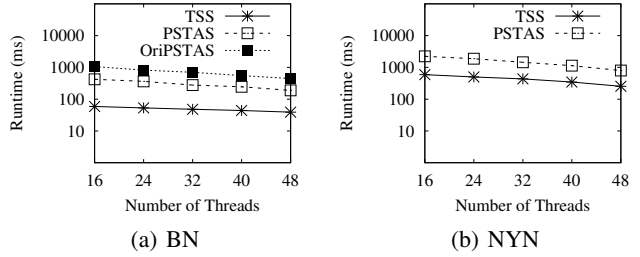 TSS
PSTAS
OriPSTAS
Runtime (ms)
10000
1000
100
10
16 24 32 40 48
Number of Threads
(a) BN
TSS
PSTAS
Runtime (ms)
10000
1000
100
10
16 24 32 40 48
Number of Threads
(b) NYN